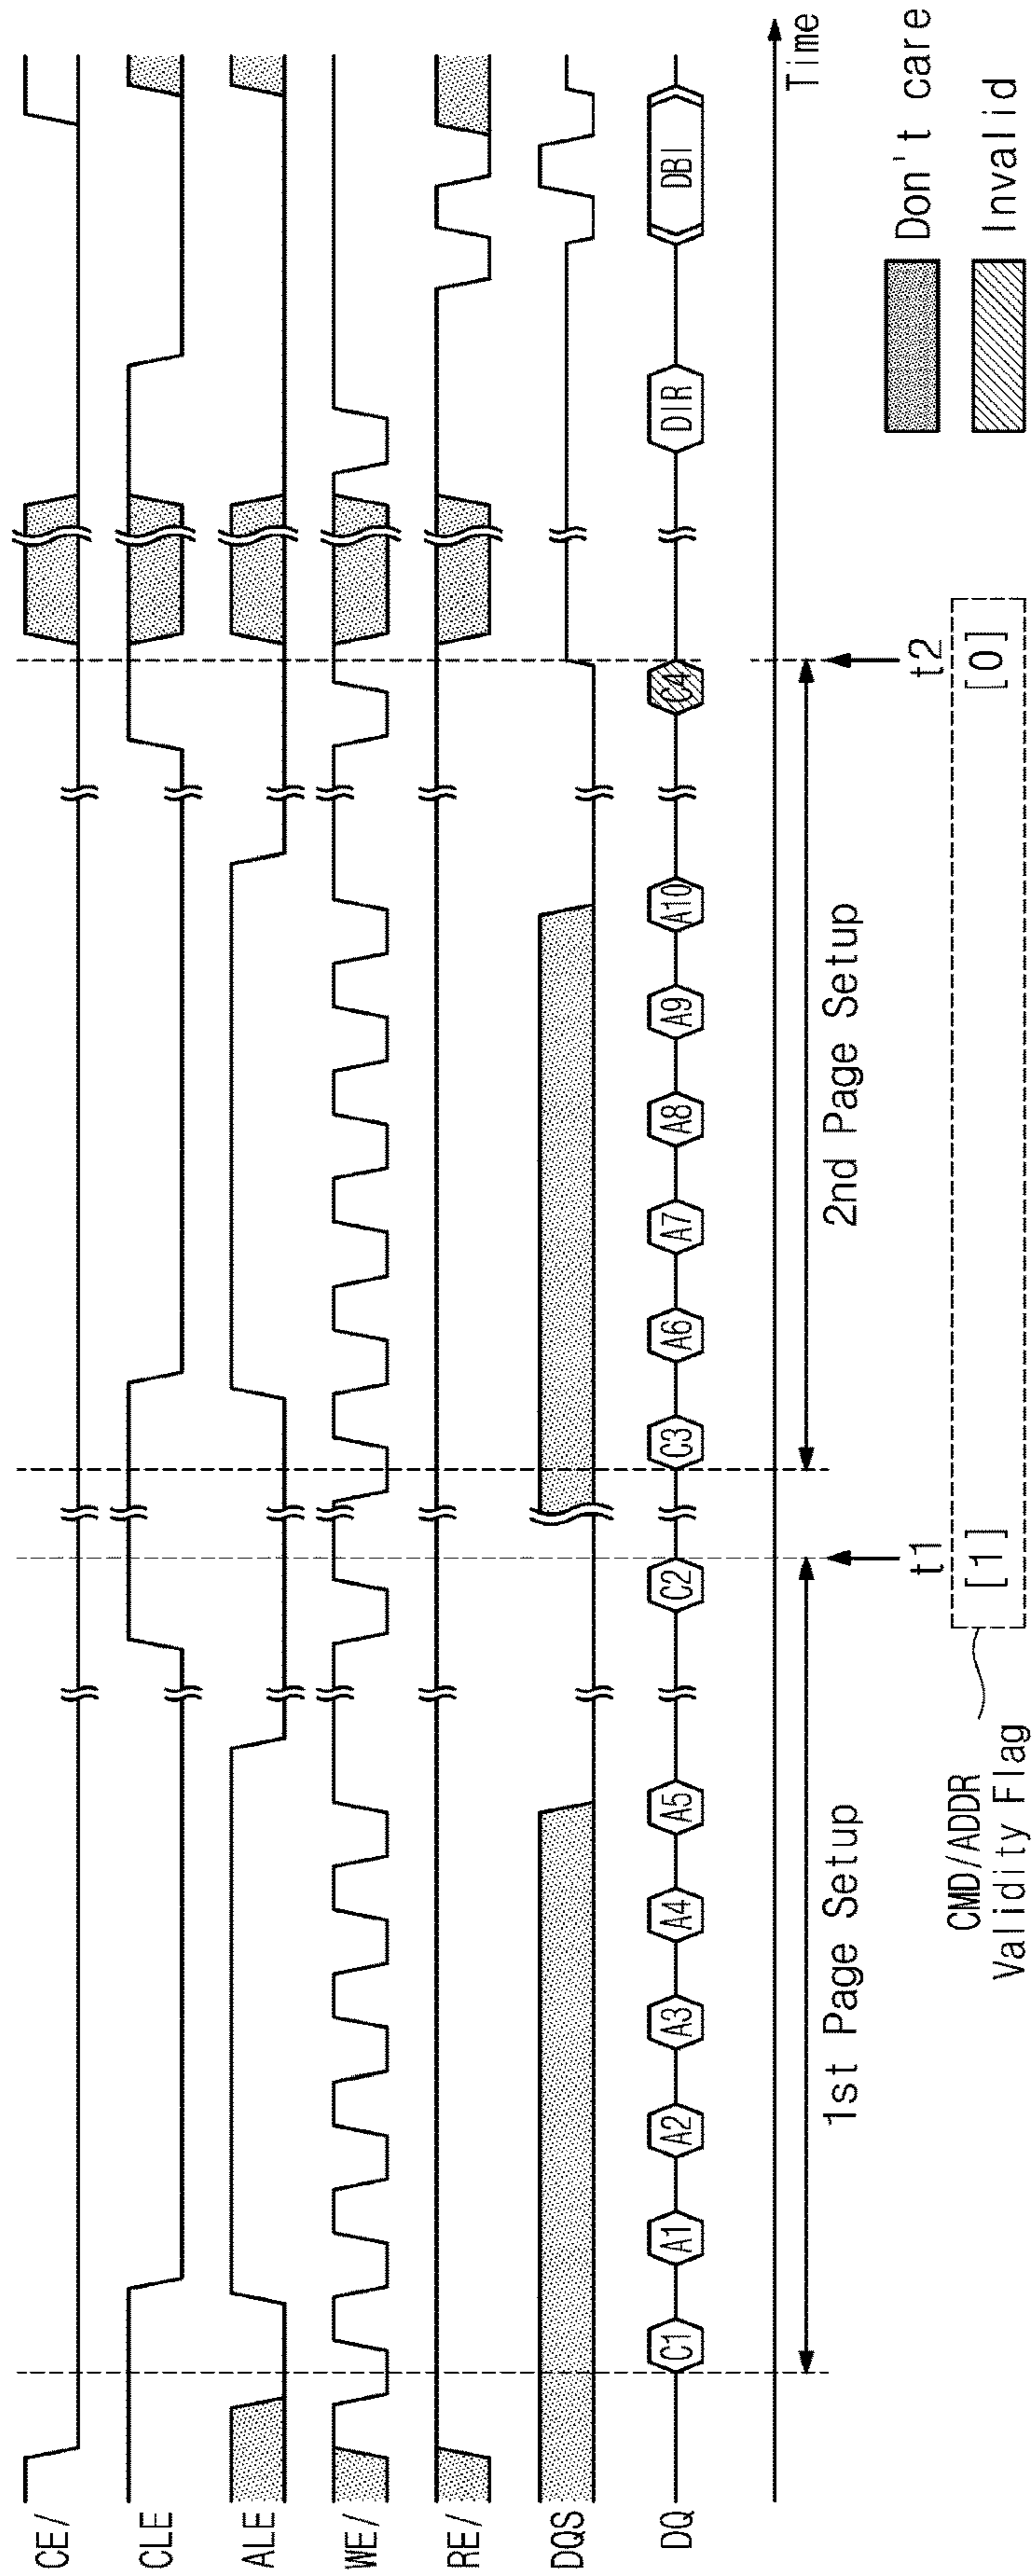 CE/
CLE
ALE
WE/
RE/
DQS
DQ
C1
A1
A2
A3
A4
A5
C2
C3
A6
A7
A8
A9
A10
C4
DIR
DBI
Time
1st Page Setup
2nd Page Setup
t1
t2
CMD/ADDR
Validity Flag
[1]
[0]
Don't care
Invalid